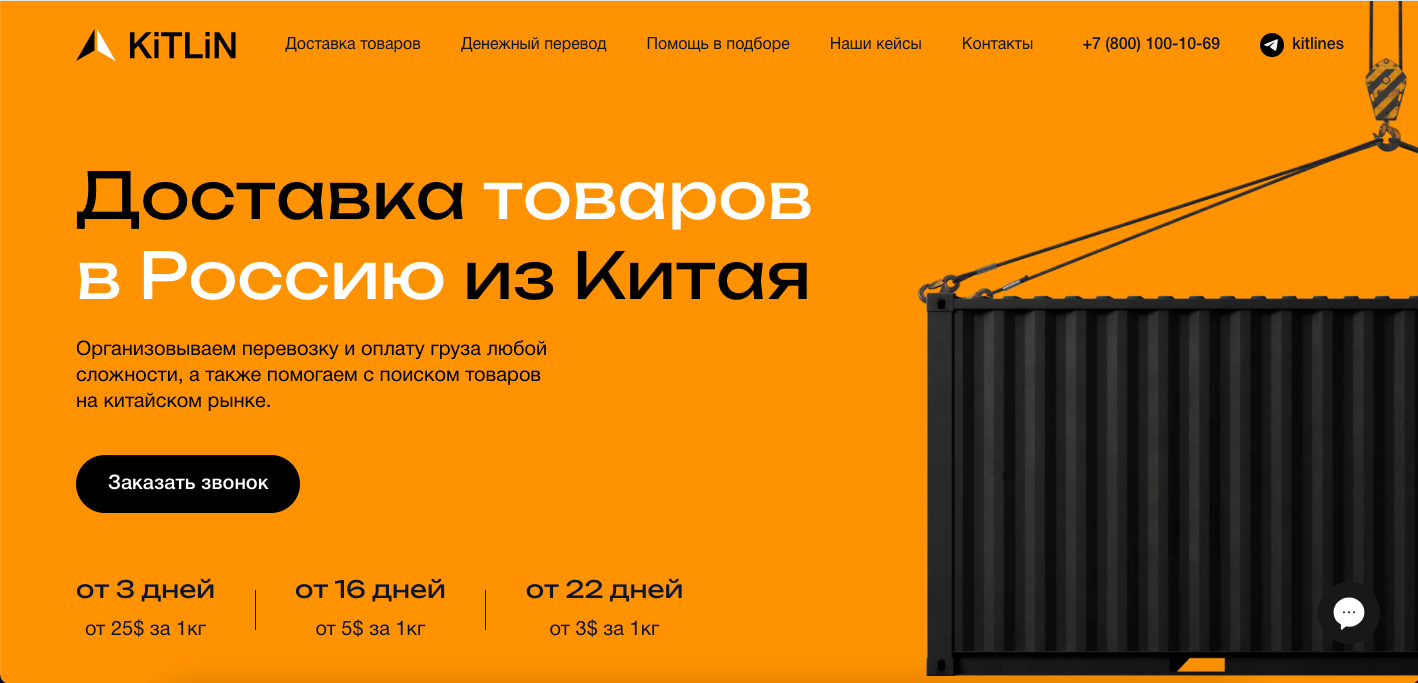 KiTLiN
Доставка товаров
Денежный перевод
Помощь в подборе
Наши кейсы
Контакты
+7 (800) 100-10-69
kitlines
Доставка товаров
в Россию из Китая
Организовываем перевозку и оплату груза любой
сложности, а также помогаем с поиском товаров
на китайском рынке.
Заказать звонок
от 3 дней
от 25$ за 1кг
от 16 дней
от 5$ за 1кг
от 22 дней
от 3$ за 1кг